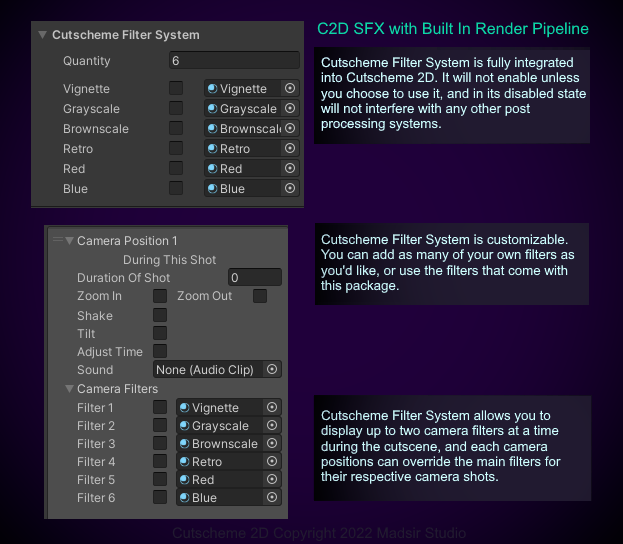 Cutscheme Filter System
Quantity 6
Vignette Vignette
Grayscale Grayscale
Brownscale Brownscale
Retro Retro
Red Red
Blue Blue
C2D SFX with Built In Render Pipeline
Cutscheme Filter System is fully integrated
into Cutscheme 2D. It will not enable unless
you choose to use it, and in its disabled state
will not interfere with any other post
processing systems.
Camera Position 1
During This Shot
Duration Of Shot 0
Zoom In Zoom Out
Shake
Tilt
Adjust Time
Sound None (Audio Clip)
Camera Filters
Filter 1 Vignette
Filter 2 Grayscale
Filter 3 Brownscale
Filter 4 Retro
Filter 5 Red
Filter 6 Blue
Cutscheme Filter System is customizable.
You can add as many of your own filters as
you'd like, or use the filters that come with
this package.
Cutscheme Filter System allows you to
display up to two camera filters at a time
during the cutscene, and each camera
positions can override the main filters for
their respective camera shots.
Cutscheme 2D Copyright 2022 Madsir Studio